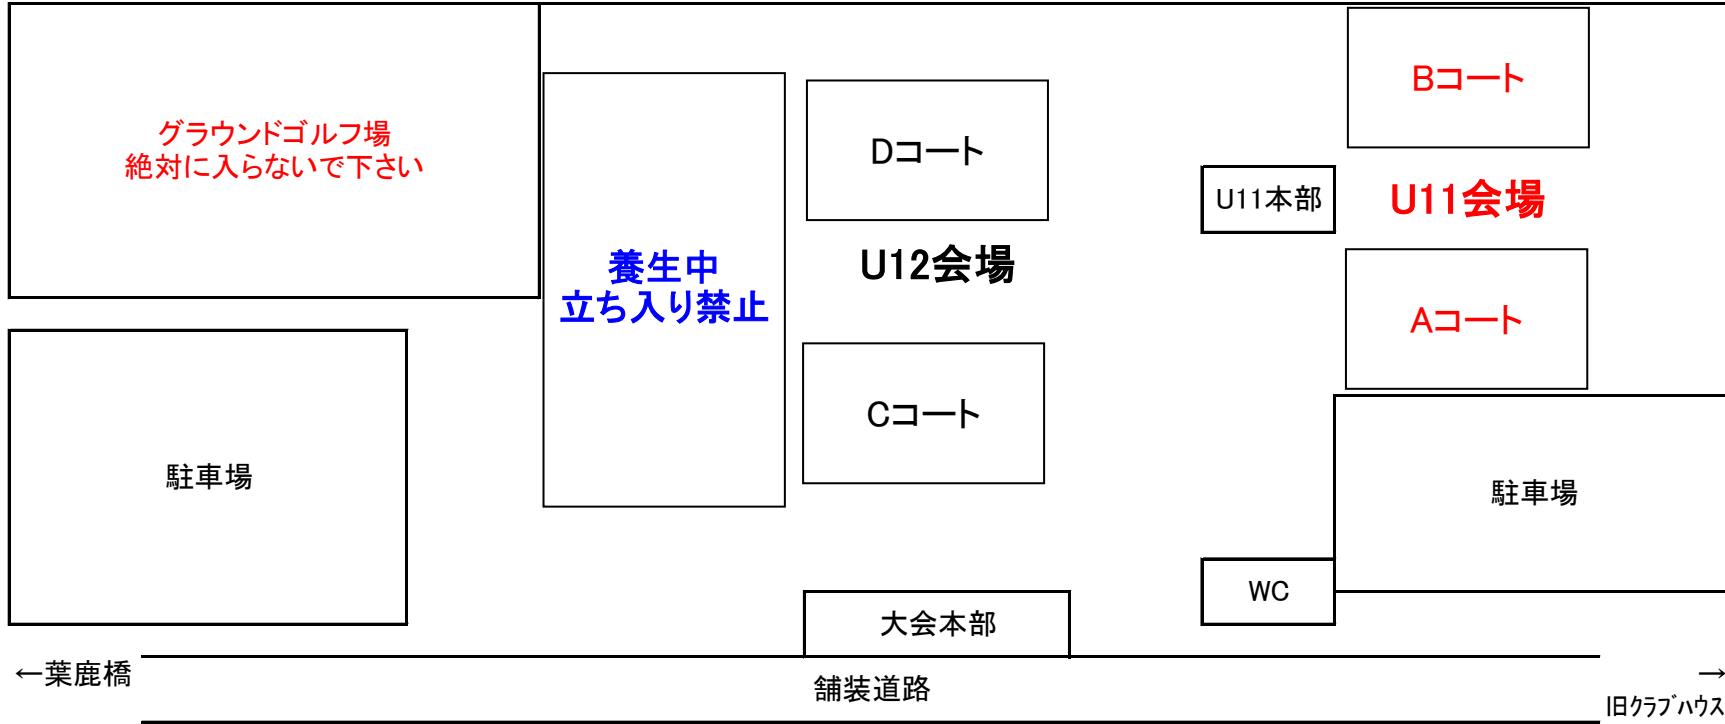 Bコート
グラウンドゴルフ場
絶対に入らないで下さい
Dコート
U11本部
U11会場
養生中
立ち入り禁止
U12会場
Aコート
Cコート
駐車場
駐車場
WC
大会本部
←葉鹿橋
舗装道路
→
旧ｸﾗﾌﾞﾊｳｽ